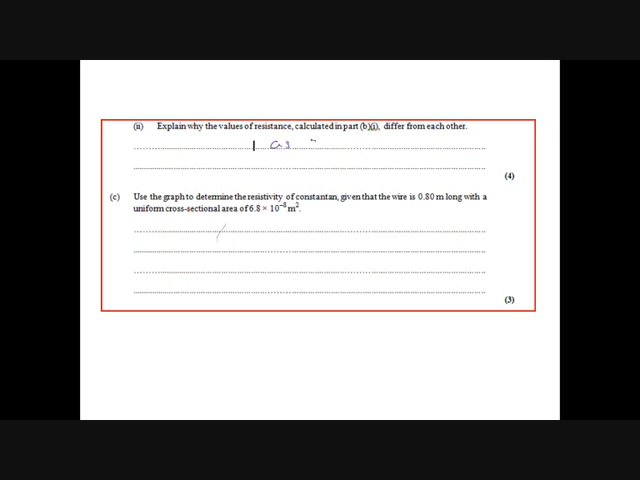 (ii) Explain why the values of resistance, calculated in part (b)(i), differ from each other.
as
(4)
(c) Use the graph to determine the resistivity of constantan, given that the wire is 0.80 m long with a
uniform cross-sectional area of 6.8 × 10⁻⁸ m².
(3)